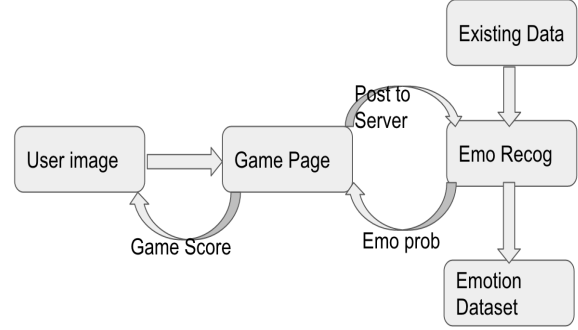 Existing Data
Post to
Server
User image
Game Page
Emo Recog
Game Score
Emo prob
Emotion
Dataset